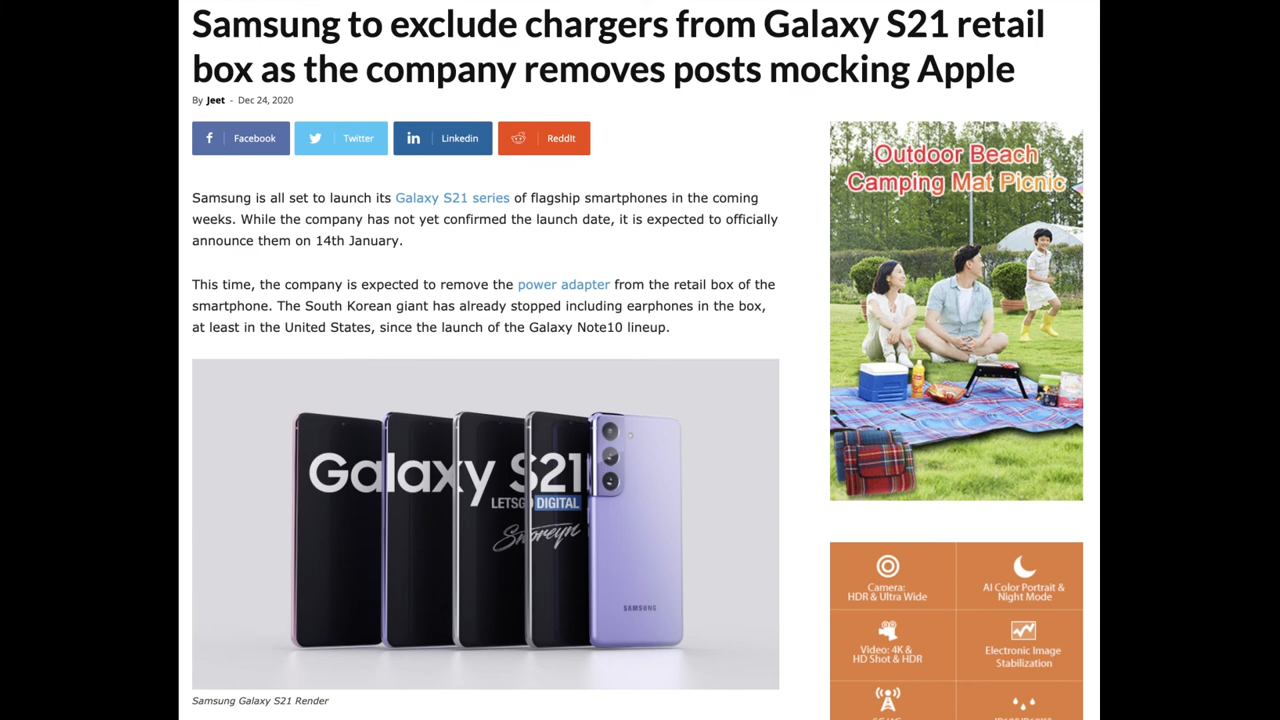 Samsung to exclude chargers from Galaxy S21 retail
box as the company removes posts mocking Apple
By Jeet - Dec 24, 2020
Facebook
Twitter
Linkedin
ReddIt
Samsung is all set to launch its Galaxy S21 series of flagship smartphones in the coming
weeks. While the company has not yet confirmed the launch date, it is expected to officially
announce them on 14th January.
This time, the company is expected to remove the power adapter from the retail box of the
smartphone. The South Korean giant has already stopped including earphones in the box,
at least in the United States, since the launch of the Galaxy Note10 lineup.
Galaxy S21
LETSGO DIGITAL
Snoreyn
SAMSUNG
Samsung Galaxy S21 Render
Outdoor Beach
Camping Mat Picnic
Camera:
HDR & Ultra Wide
AI Color Portrait &
Night Mode
Video: 4K &
HD Shot & HDR
Electronic Image
Stabilization